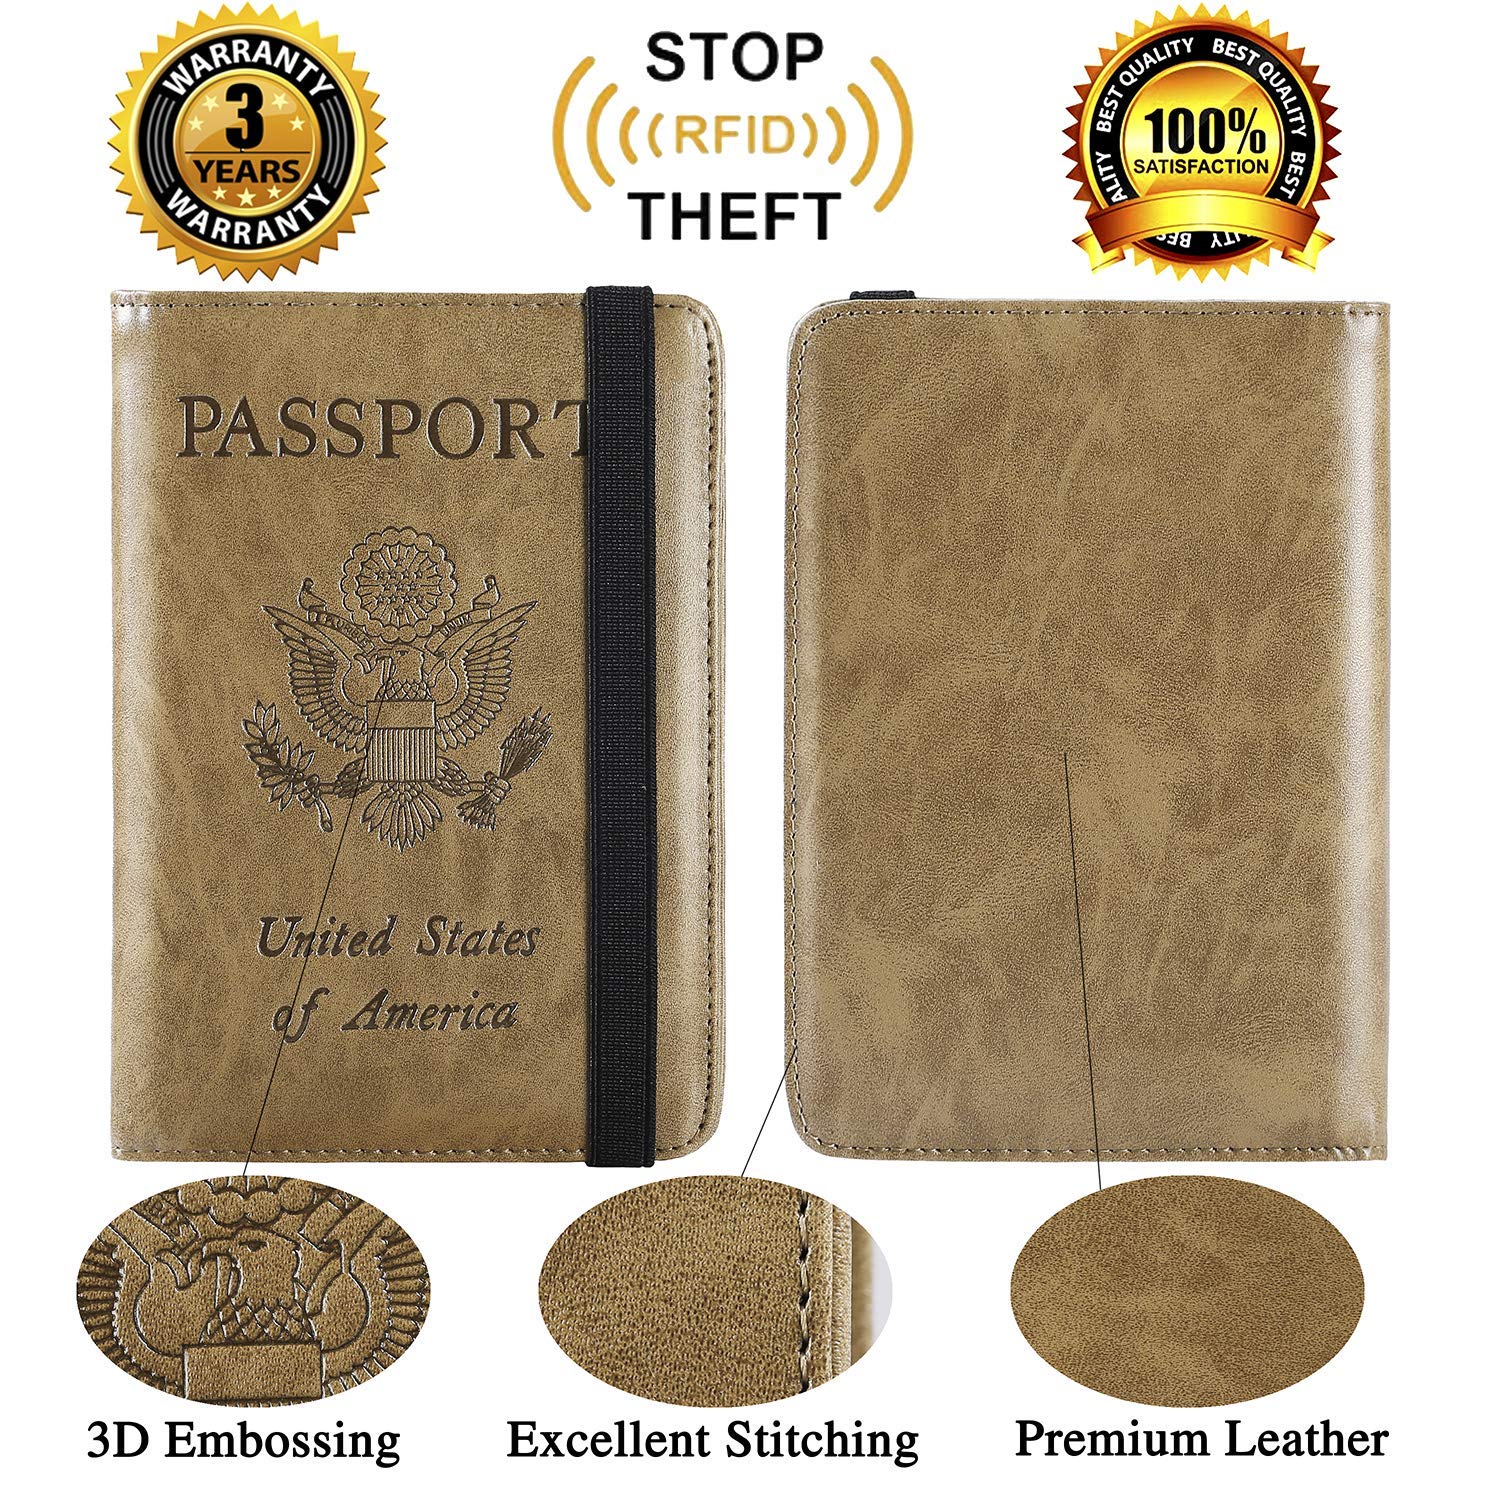 WARRANTY
3
YEARS
WARRANTY
STOP
RFID
THEFT
BEST QUALITY BEST QUALITY BEST
100%
SATISFACTION
PASSPORT
United States
of America
3D Embossing
Excellent Stitching
Premium Leather